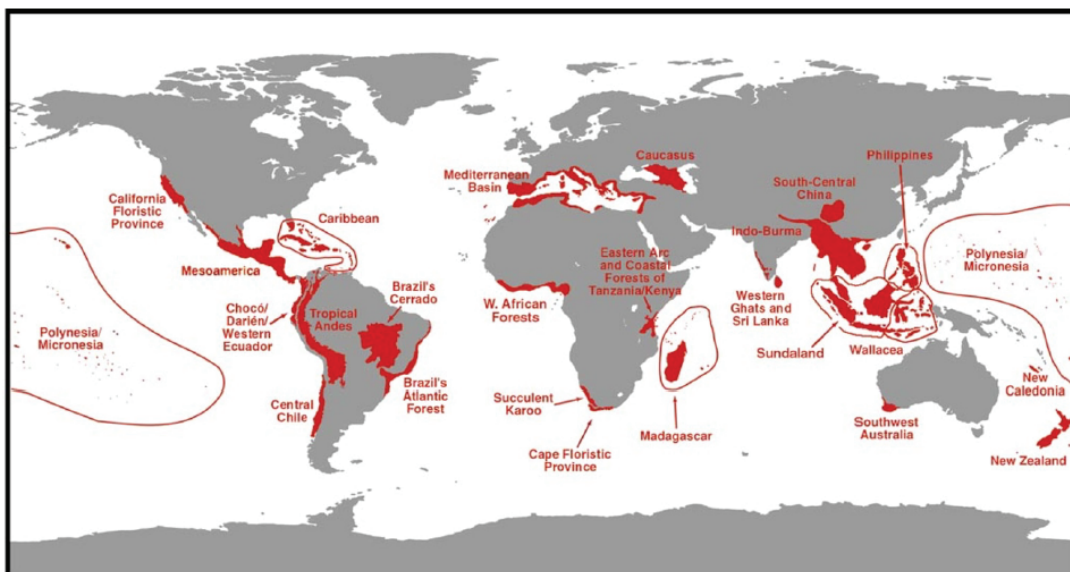 California
Floristic
Province
Caribbean
Mesoamerica
Polynesia/
Micronesia
Chocó/
Darién/
Western
Ecuador
Tropical
Andes
Brazil's
Cerrado
Central
Chile
Brazil's
Atlantic
Forest
Mediterranean
Basin
Caucasus
W. African
Forests
Eastern Arc
and Coastal
Forests of
Tanzania/Kenya
Succulent
Karoo
Cape Floristic
Province
Madagascar
Philippines
South-Central
China
Indo-Burma
Western
Ghats and
Sri Lanka
Sundaland
Wallacea
Polynesia/
Micronesia
New
Caledonia
Southwest
Australia
New Zealand